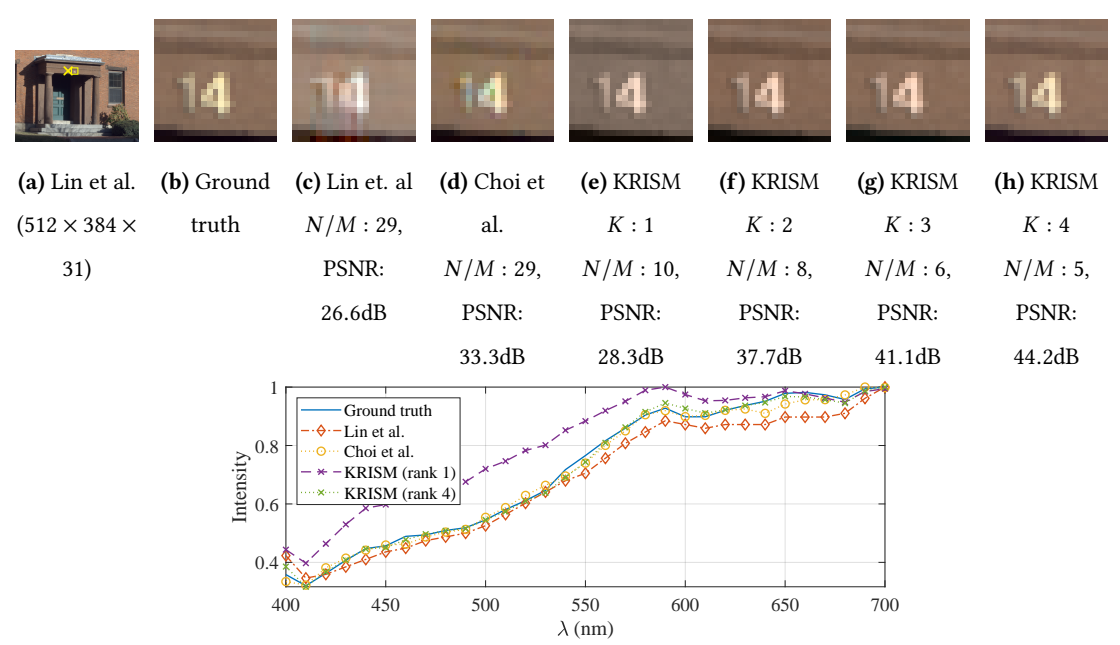 14 14 14 14 14 14 14
(a) Lin et al. (b) Ground (c) Lin et. al (d) Choi et (e) KRISM (f) KRISM (g) KRISM (h) KRISM
(512 × 384 × truth N/M : 29, al. K : 1 K : 2 K : 3 K : 4
31) PSNR: N/M : 29, N/M : 10, N/M : 8, N/M : 6, N/M : 5,
26.6dB PSNR: PSNR: PSNR: PSNR: PSNR:
33.3dB 28.3dB 37.7dB 41.1dB 44.2dB
1
Ground truth
Lin et al.
0.8
Choi et al.
KRISM (rank 1)
KRISM (rank 4)
Intensity
0.6
0.4
400 450 500 550 600 650 700
λ (nm)